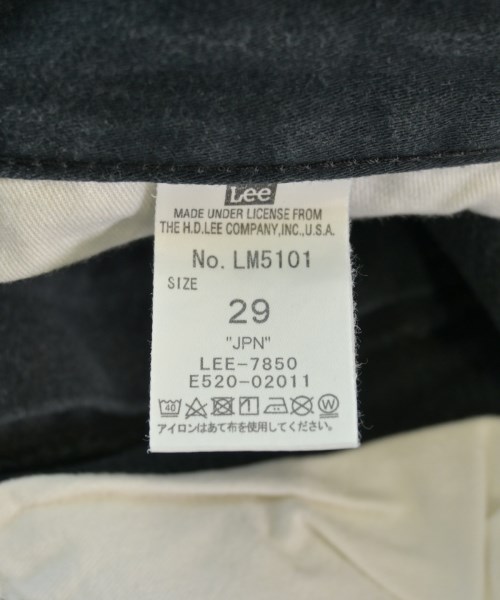 Lee
MADE UNDER LICENSE FROM
THE H.D.LEE COMPANY,INC.,U.S.A.
No. LM5101
SIZE
29
"JPN"
LEE-7850
E520-02011
40 W
アイロンはあて布を使用してください。